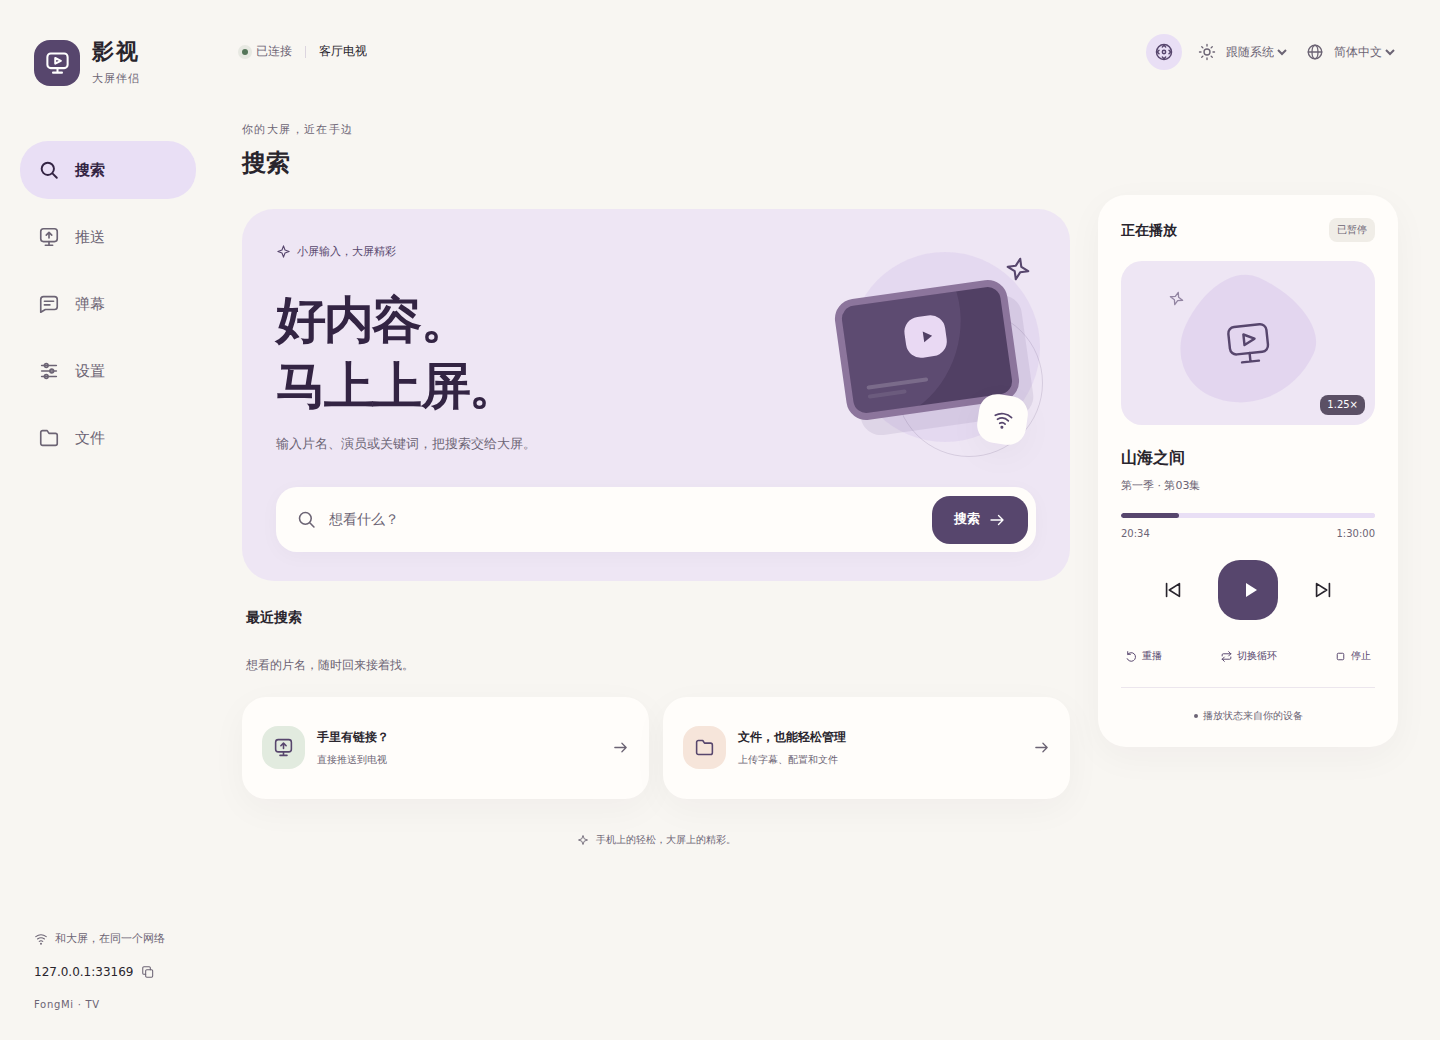 影视
大屏伴侣
已连接
客厅电视
跟随系统
简体中文
搜索
推送
弹幕
设置
文件
你的大屏，近在手边
搜索
小屏输入，大屏精彩
好内容。
马上上屏。
输入片名、演员或关键词，把搜索交给大屏。
想看什么？
搜索
最近搜索
想看的片名，随时回来接着找。
手里有链接？
直接推送到电视
文件，也能轻松管理
上传字幕、配置和文件
手机上的轻松，大屏上的精彩。
正在播放
已暂停
1.25×
山海之间
第一季 · 第03集
20:34
1:30:00
重播
切换循环
停止
播放状态来自你的设备
和大屏，在同一个网络
127.0.0.1:33169
FongMi · TV